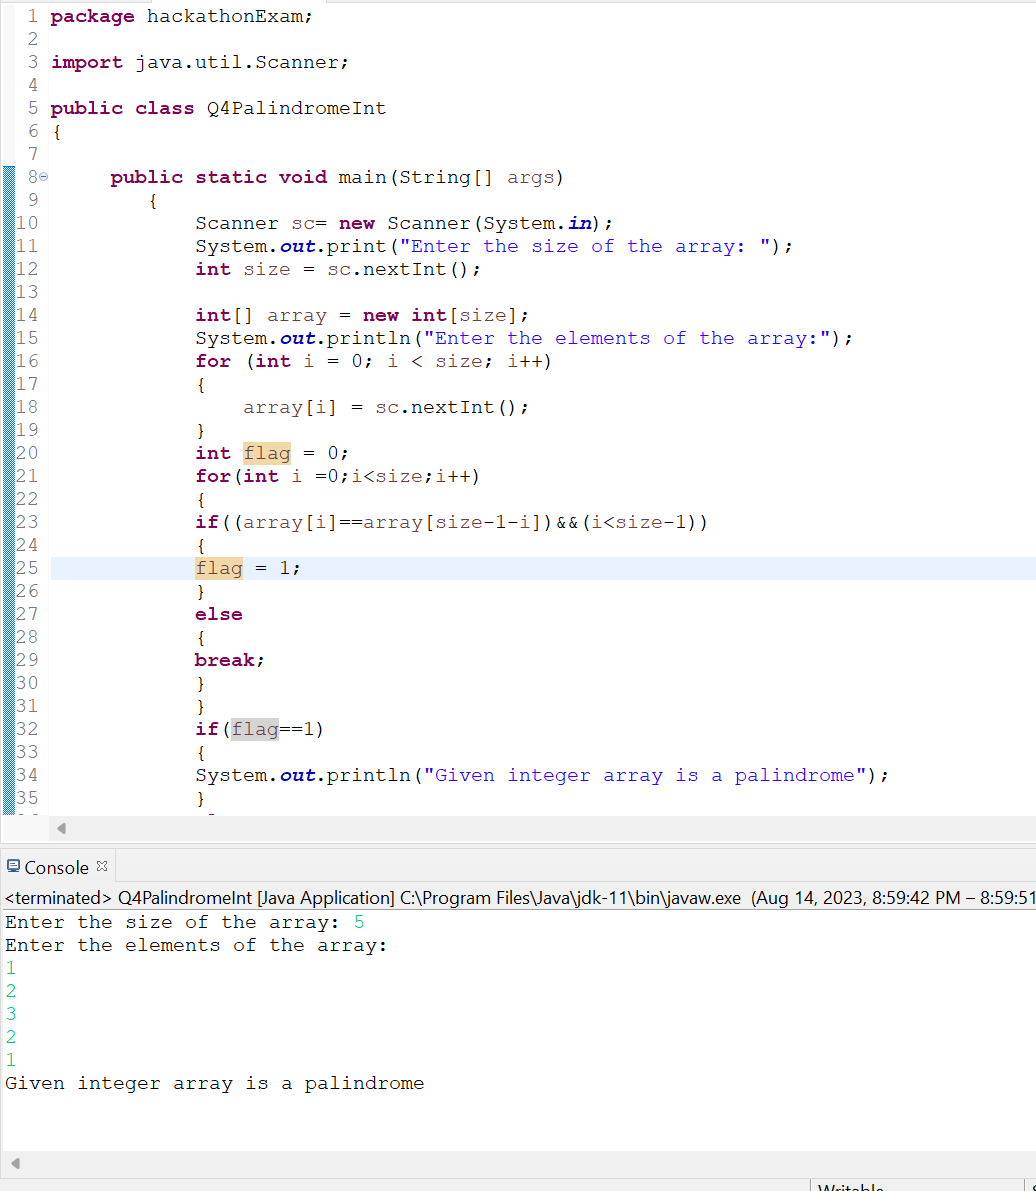 1 package hackathonExam;
2
3 import java.util.Scanner;
4
5 public class Q4PalindromeInt
6 {
7
8 public static void main(String[] args)
9 {
10 Scanner sc= new Scanner(System.in);
11 System.out.print("Enter the size of the array: ");
12 int size = sc.nextInt();
13
14 int[] array = new int[size];
15 System.out.println("Enter the elements of the array:");
16 for (int i = 0; i < size; i++)
17 {
18 array[i] = sc.nextInt();
19 }
20 int flag = 0;
21 for(int i =0;i<size;i++)
22 {
23 if((array[i]==array[size-1-i])&&(i<size-1))
24 {
25 flag = 1;
26 }
27 else
28 {
29 break;
30 }
31 }
32 if(flag==1)
33 {
34 System.out.println("Given integer array is a palindrome");
35 }
Console
<terminated> Q4PalindromeInt [Java Application] C:\Program Files\Java\jdk-11\bin\javaw.exe (Aug 14, 2023, 8:59:42 PM – 8:59:51
Enter the size of the array: 5
Enter the elements of the array:
1
2
3
2
1
Given integer array is a palindrome
Writable